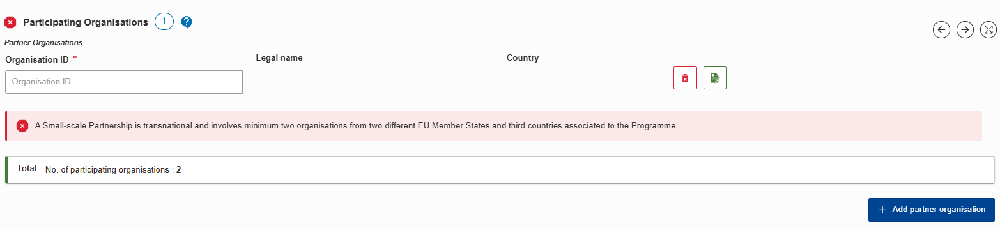 Participating Organisations 1
Partner Organisations
Organisation ID * Legal name Country
Organisation ID
A Small-scale Partnership is transnational and involves minimum two organisations from two different EU Member States and third countries associated to the Programme.
Total No. of participating organisations : 2
+ Add partner organisation